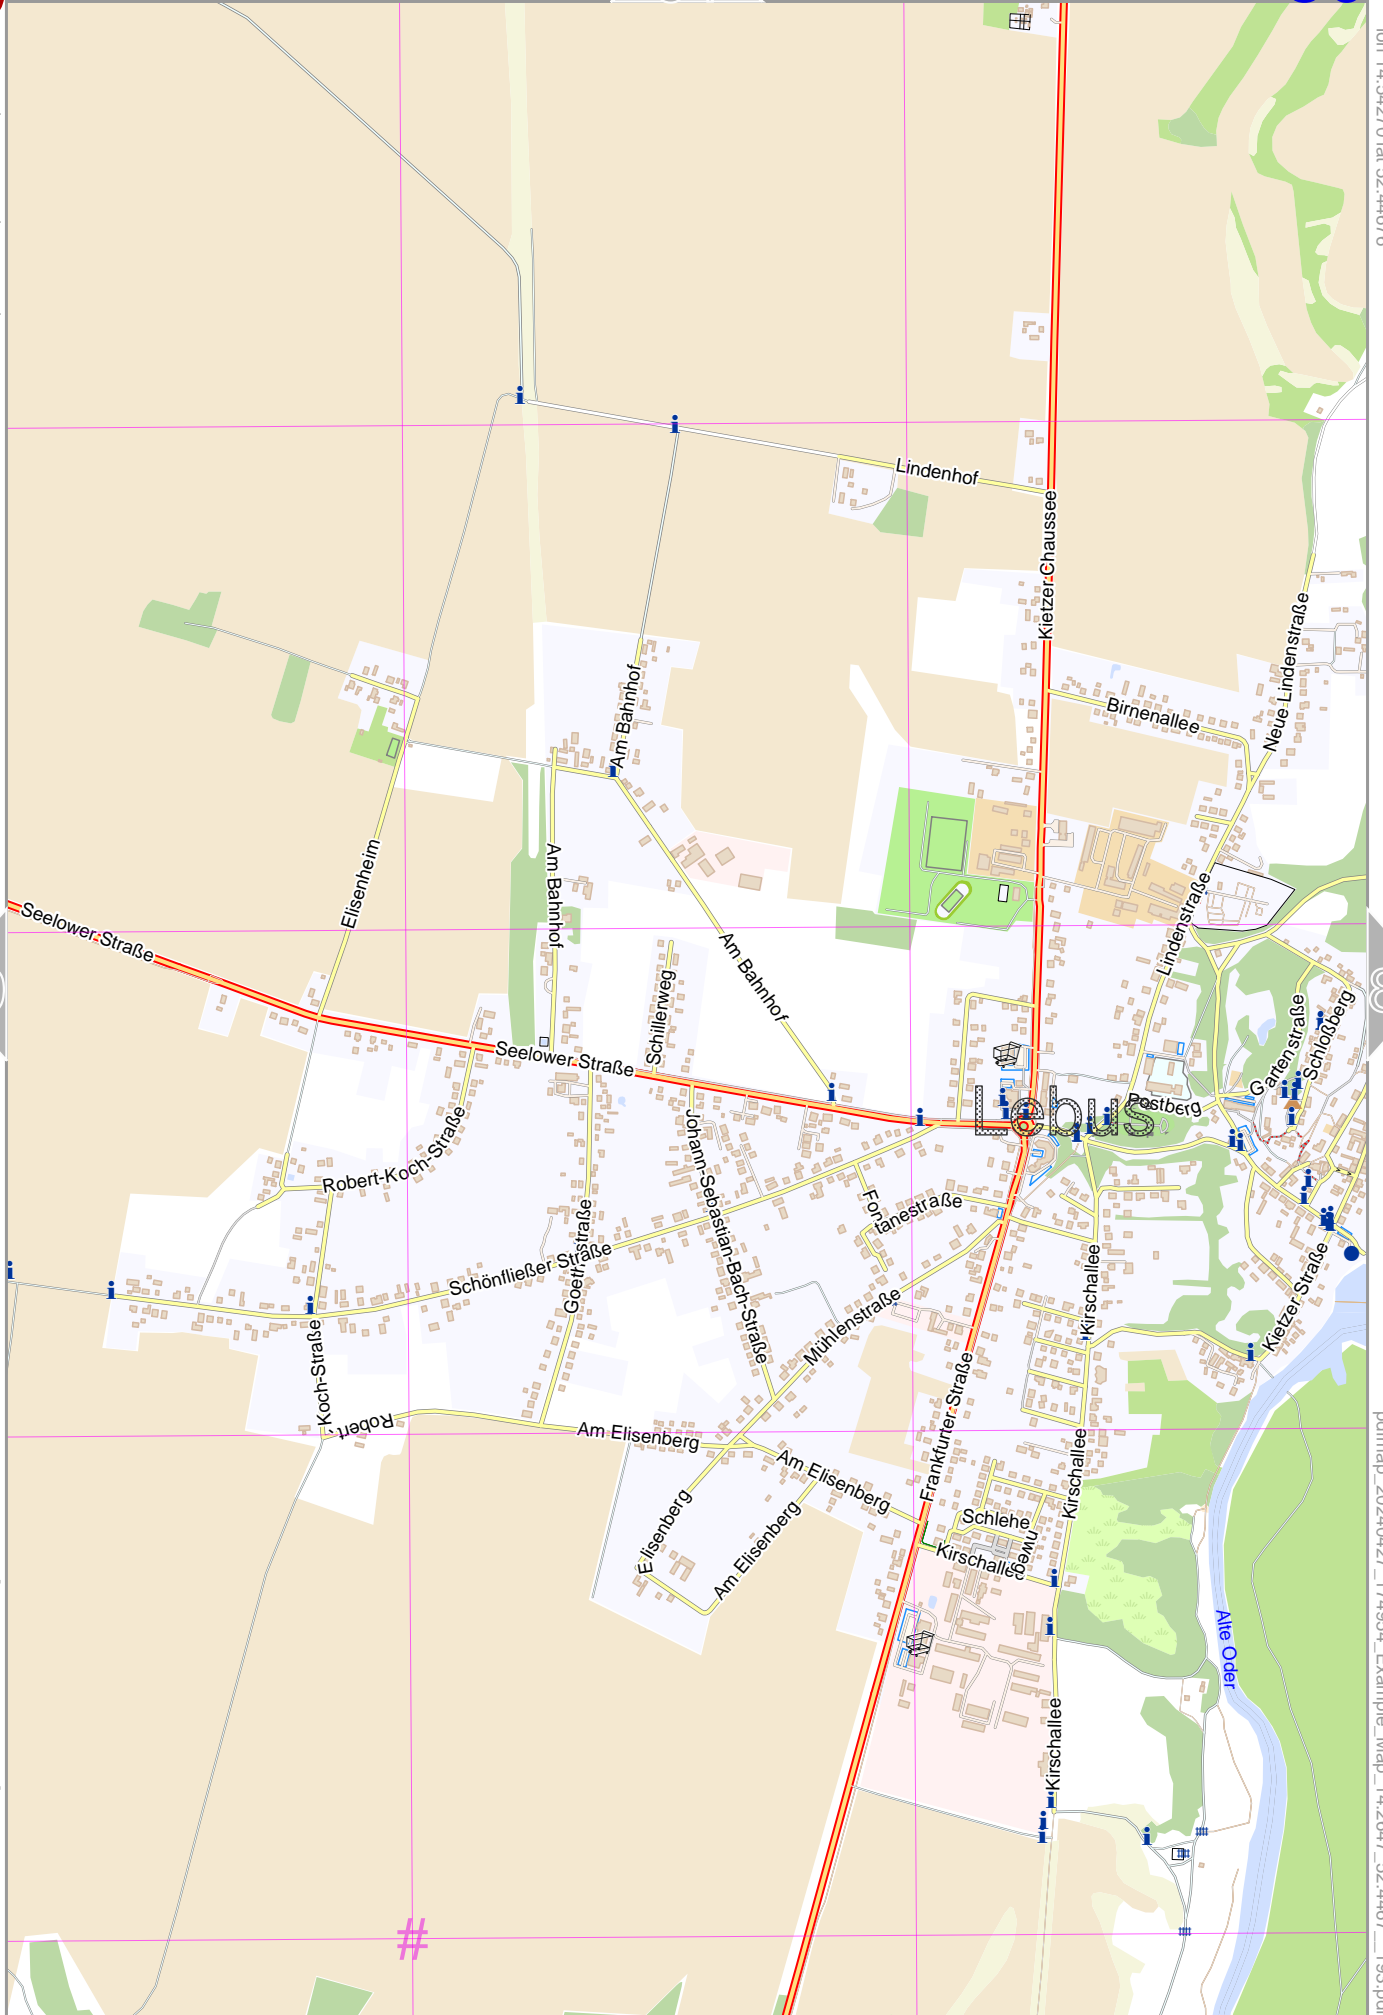 Lindenhof
Kietzer Chaussee
Neue Lindenstraße
Am Bahnhof
Birnenallee
Elisenheim
Am Bahnhof
Lindenstraße
Seelower Straße
Am Bahnhof
Schillerweg
Gartenstraße
Schloßberg
Seelower Straße
Lebus
Postberg
Robert-Koch-Straße
Johann-Sebastian-Bach-Straße
Fontanestraße
Goethestraße
Schönfließer Straße
Kirschallee
Kietzer Straße
Mühlenstraße
Koch-Straße
Robert
Frankfurter Straße
Am Elisenberg
Am Elisenberg
Kirschallee
Elisenberg
Am Elisenberg
Schlehenweg
Kirschallee
Alte Oder
Kirschallee
#